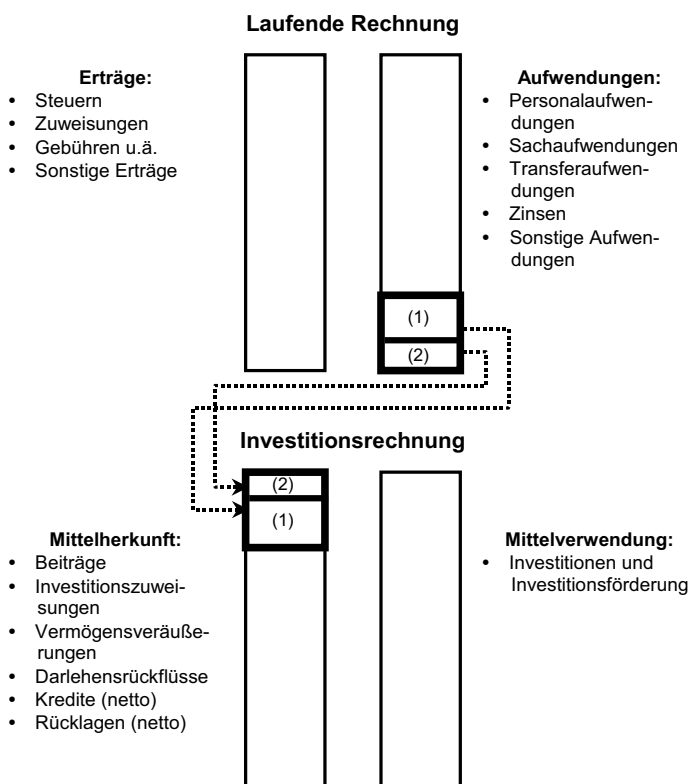 Laufende Rechnung
Erträge:
• Steuern
• Zuweisungen
• Gebühren u.ä.
• Sonstige Erträge
Aufwendungen:
• Personalaufwen-
dungen
• Sachaufwendungen
• Transferaufwen-
dungen
• Zinsen
• Sonstige Aufwen-
dungen
(1)
(2)
Investitionsrechnung
(2)
(1)
Mittelherkunft:
• Beiträge
• Investitionszuwei-
sungen
• Vermögensveräuße-
rungen
• Darlehensrückflüsse
• Kredite (netto)
• Rücklagen (netto)
Mittelverwendung:
• Investitionen und
Investitionsförderung